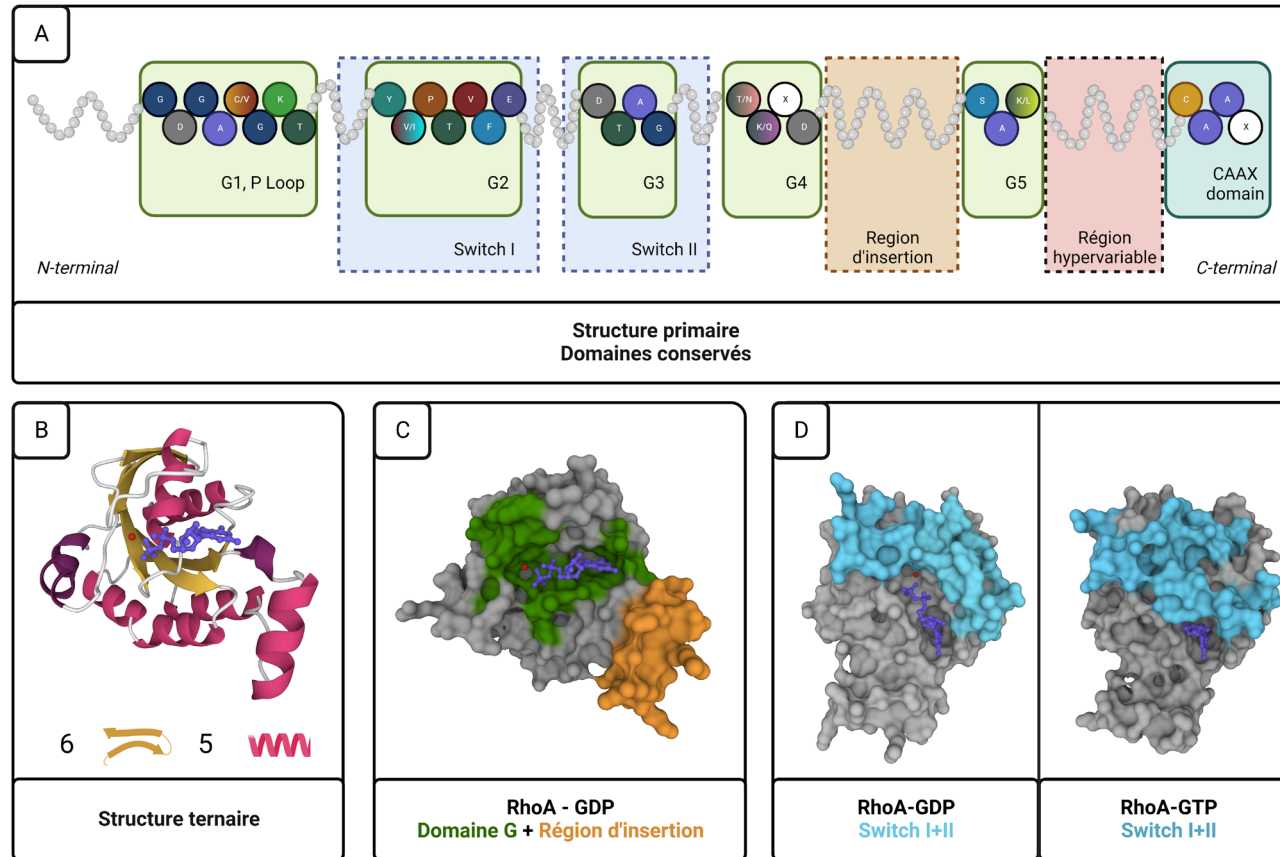 A
G G C/V K
D A G T
G1, P Loop
Y P V E
V/I T F
G2
Switch I
D A
T G
G3
Switch II
T/N X
K/Q D
G4
Region
d'insertion
S K/L
A
G5
Région
hypervariable
C A
A X
CAAX
domain
N-terminal
C-terminal
Structure primaire
Domaines conservés
B
6 5
Structure ternaire
C
RhoA - GDP
Domaine G + Région d'insertion
D
RhoA-GDP
Switch I+II
RhoA-GTP
Switch I+II